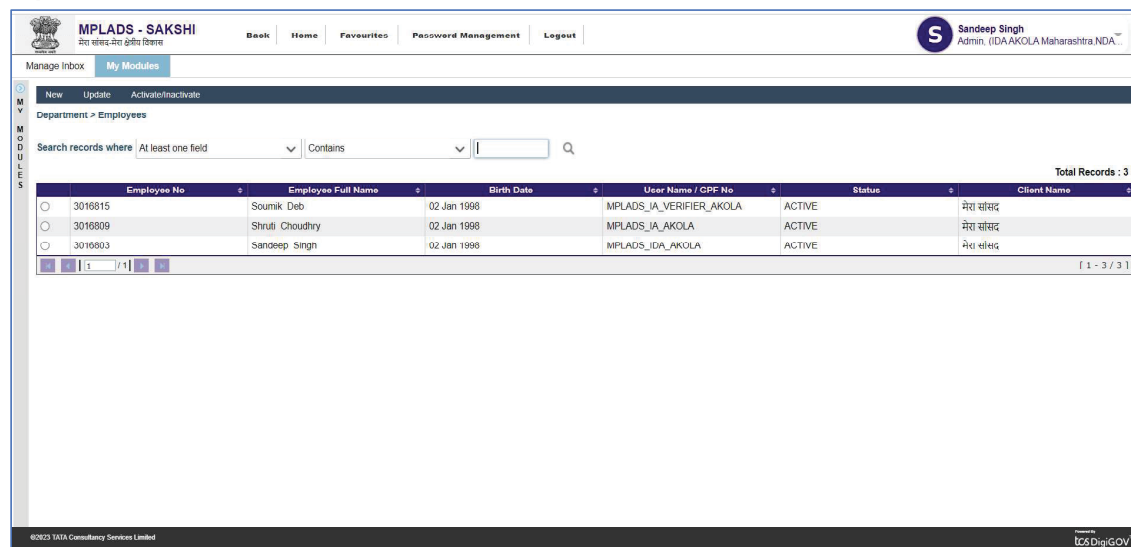 MPLADS - SAKSHI
मेरा सांसद-मेरा क्षेत्रीय विकास
Back Home Favourites Password Management Logout
S
Sandeep Singh
Admin, (IDA AKOLA Maharashtra,NDA...
Manage Inbox My Modules
MY MODULES
New Update Activate/Inactivate
Department > Employees
Search records where At least one field Contains
Total Records : 3
Employee No Employee Full Name Birth Date User Name / CPF No Status Client Name
3016815 Soumik Deb 02 Jan 1998 MPLADS_IA_VERIFIER_AKOLA ACTIVE मेरा सांसद
3016809 Shruti Choudhry 02 Jan 1998 MPLADS_IA_AKOLA ACTIVE मेरा सांसद
3016803 Sandeep Singh 02 Jan 1998 MPLADS_IDA_AKOLA ACTIVE मेरा सांसद
1 / 1 [ 1 - 3 / 3 ]
©2023 TATA Consultancy Services Limited
Powered By
tcs DigiGOV